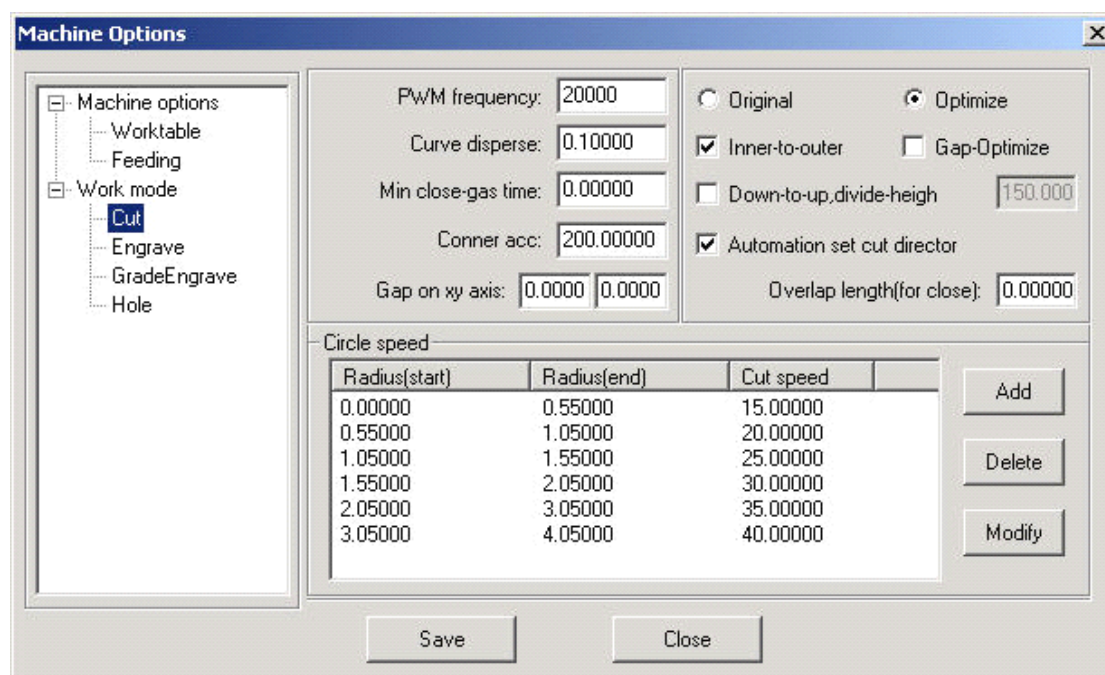 Machine Options
Machine options
Worktable
Feeding
Work mode
Cut
Engrave
GradeEngrave
Hole
PWM frequency: 20000
Curve disperse: 0.10000
Min close-gas time: 0.00000
Conner acc: 200.00000
Gap on xy axis: 0.0000 0.0000
Original Optimize
Inner-to-outer Gap-Optimize
Down-to-up,divide-heigh 150.000
Automation set cut director
Overlap length(for close): 0.00000
Circle speed
Radius(start) Radius(end) Cut speed
0.00000 0.55000 15.00000
0.55000 1.05000 20.00000
1.05000 1.55000 25.00000
1.55000 2.05000 30.00000
2.05000 3.05000 35.00000
3.05000 4.05000 40.00000
Add
Delete
Modify
Save Close